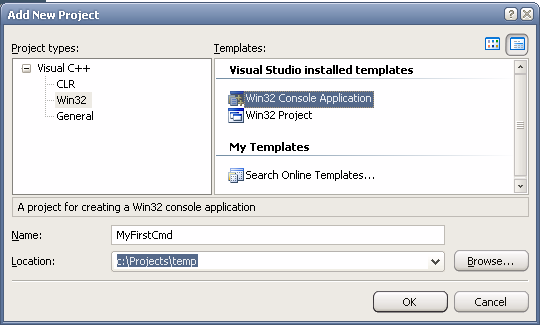 Add New Project
Project types:
Templates:
Visual C++
CLR
Win32
General
Visual Studio installed templates
Win32 Console Application
Win32 Project
My Templates
Search Online Templates...
A project for creating a Win32 console application
Name:
MyFirstCmd
Location:
c:\Projects\temp
Browse...
OK
Cancel